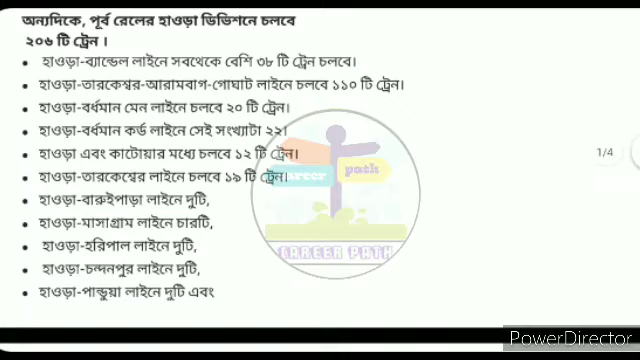 অন্যদিকে, পূর্ব রেলের হাওড়া ডিভিশনে চলবে
২০৬ টি ট্রেন ।
• হাওড়া-ব্যান্ডেল লাইনে সবথেকে বেশি ৩৮ টি ট্রেন চলবে।
• হাওড়া-তারকেশ্বর-আরামবাগ-গোঘাট লাইনে চলবে ১১০ টি ট্রেন।
• হাওড়া-বর্ধমান মেন লাইনে চলবে ২০ টি ট্রেন।
• হাওড়া-বর্ধমান কর্ড লাইনে সেই সংখ্যাটা ২২।
• হাওড়া এবং কাটোয়ার মধ্যে চলবে ১২ টি ট্রেন।
• হাওড়া-তারকেশ্বের লাইনে চলবে ১৯ টি ট্রেন।
• হাওড়া-বারুইপাড়া লাইনে দুটি,
• হাওড়া-মাসাগ্রাম লাইনে চারটি,
• হাওড়া-হরিপাল লাইনে দুটি,
• হাওড়া-চন্দনপুর লাইনে দুটি,
• হাওড়া-পান্ডুয়া লাইনে দুটি এবং
1/4
career path
CAREER PATH
PowerDirector